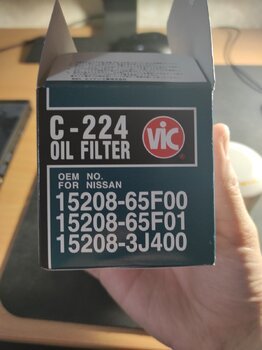 C-224
OIL FILTER
VIC
®
OEM NO.
FOR NISSAN
15208-65F00
15208-65F01
15208-3J400